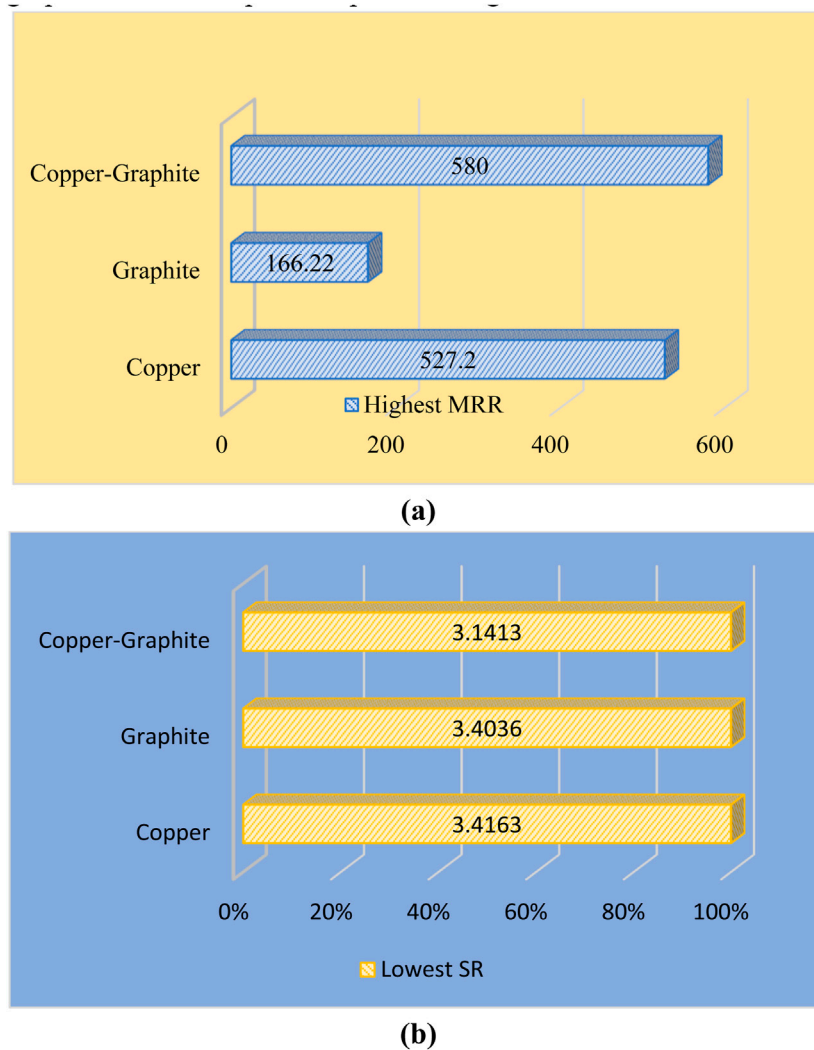 Copper-Graphite
580
Graphite
166.22
Copper
527.2
Highest MRR
0 200 400 600
(a)
Copper-Graphite
3.1413
Graphite
3.4036
Copper
3.4163
0% 20% 40% 60% 80% 100%
Lowest SR
(b)